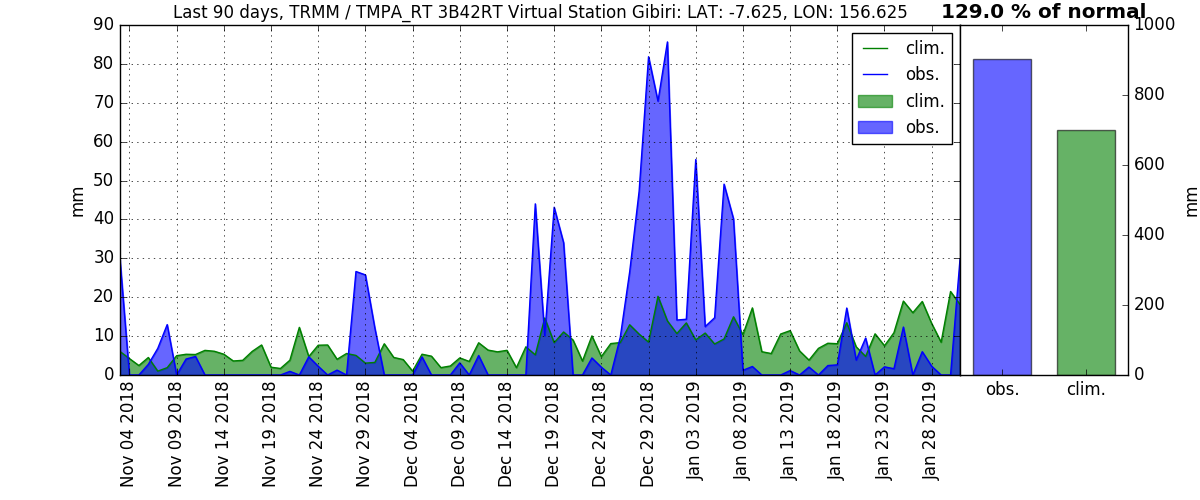 Last 90 days, TRMM / TMPA_RT 3B42RT Virtual Station Gibiri: LAT: -7.625, LON: 156.625
129.0 % of normal
90
80
70
60
50
40
30
20
10
0
mm
clim.
obs.
clim.
obs.
1000
800
600
400
200
0
mm
obs.
clim.
Nov 04 2018
Nov 09 2018
Nov 14 2018
Nov 19 2018
Nov 24 2018
Nov 29 2018
Dec 04 2018
Dec 09 2018
Dec 14 2018
Dec 19 2018
Dec 24 2018
Dec 29 2018
Jan 03 2019
Jan 08 2019
Jan 13 2019
Jan 18 2019
Jan 23 2019
Jan 28 2019